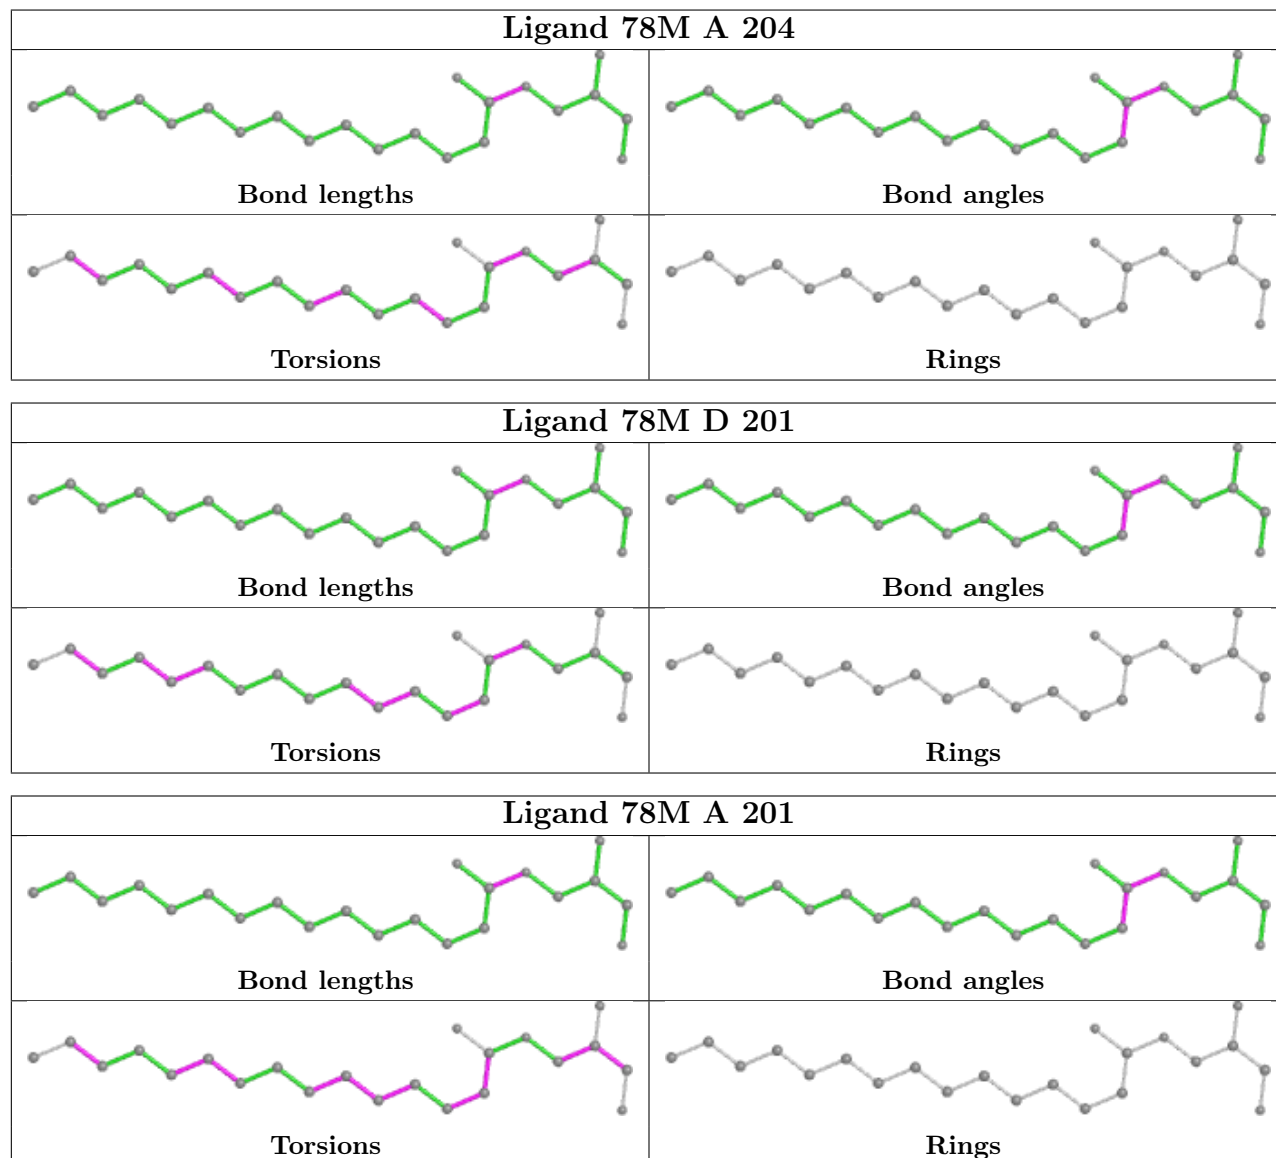 Ligand 78M A 204
Bond lengths
Bond angles
Torsions
Rings
Ligand 78M D 201
Bond lengths
Bond angles
Torsions
Rings
Ligand 78M A 201
Bond lengths
Bond angles
Torsions
Rings